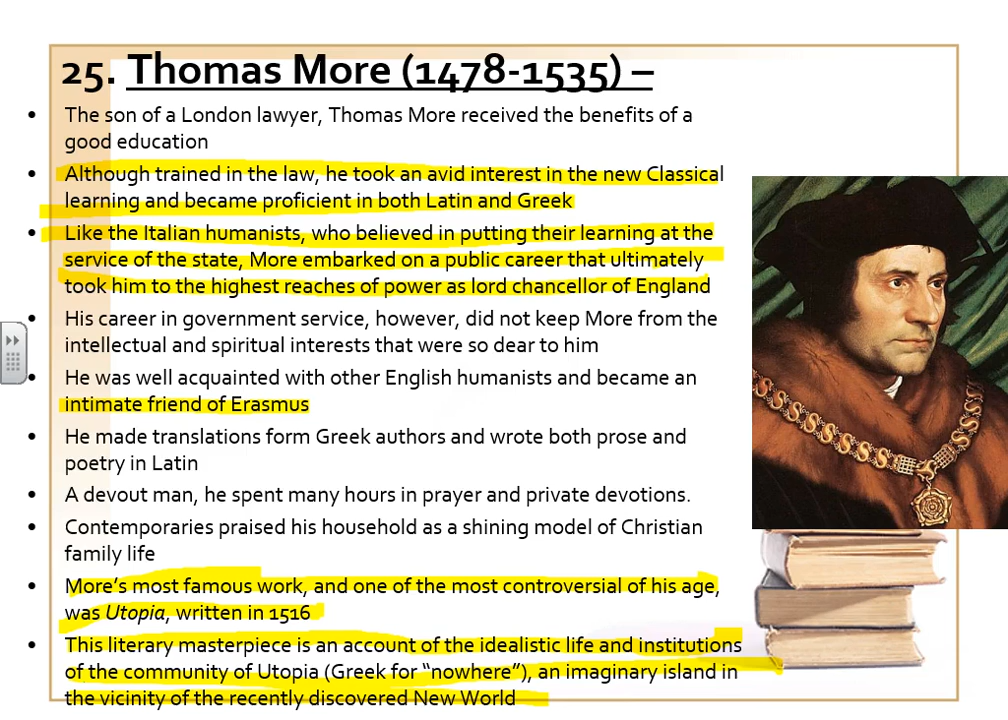 25. Thomas More (1478-1535) –
• The son of a London lawyer, Thomas More received the benefits of a
good education
• Although trained in the law, he took an avid interest in the new Classical
learning and became proficient in both Latin and Greek
• Like the Italian humanists, who believed in putting their learning at the
service of the state, More embarked on a public career that ultimately
took him to the highest reaches of power as lord chancellor of England
• His career in government service, however, did not keep More from the
intellectual and spiritual interests that were so dear to him
• He was well acquainted with other English humanists and became an
intimate friend of Erasmus
• He made translations form Greek authors and wrote both prose and
poetry in Latin
• A devout man, he spent many hours in prayer and private devotions.
• Contemporaries praised his household as a shining model of Christian
family life
• More’s most famous work, and one of the most controversial of his age,
was Utopia, written in 1516
• This literary masterpiece is an account of the idealistic life and institutions
of the community of Utopia (Greek for “nowhere”), an imaginary island in
the vicinity of the recently discovered New World